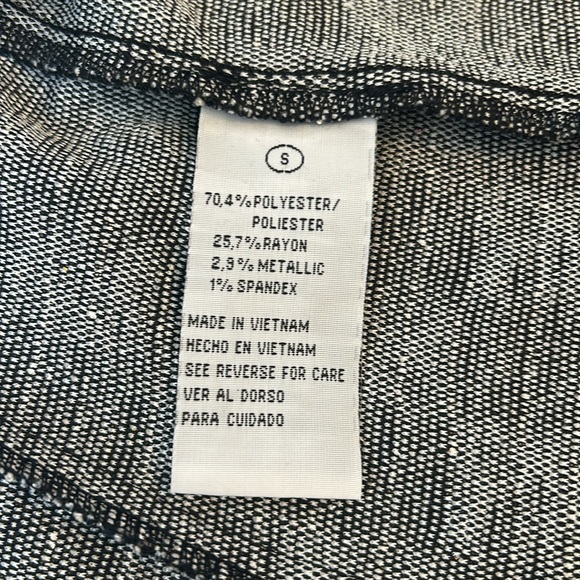 S
70,4%POLYESTER/
POLIESTER
25,7%RAYON
2,9% METALLIC
1% SPANDEX
MADE IN VIETNAM
HECHO EN VIETNAM
SEE REVERSE FOR CARE
VER AL DORSO
PARA CUIDADO